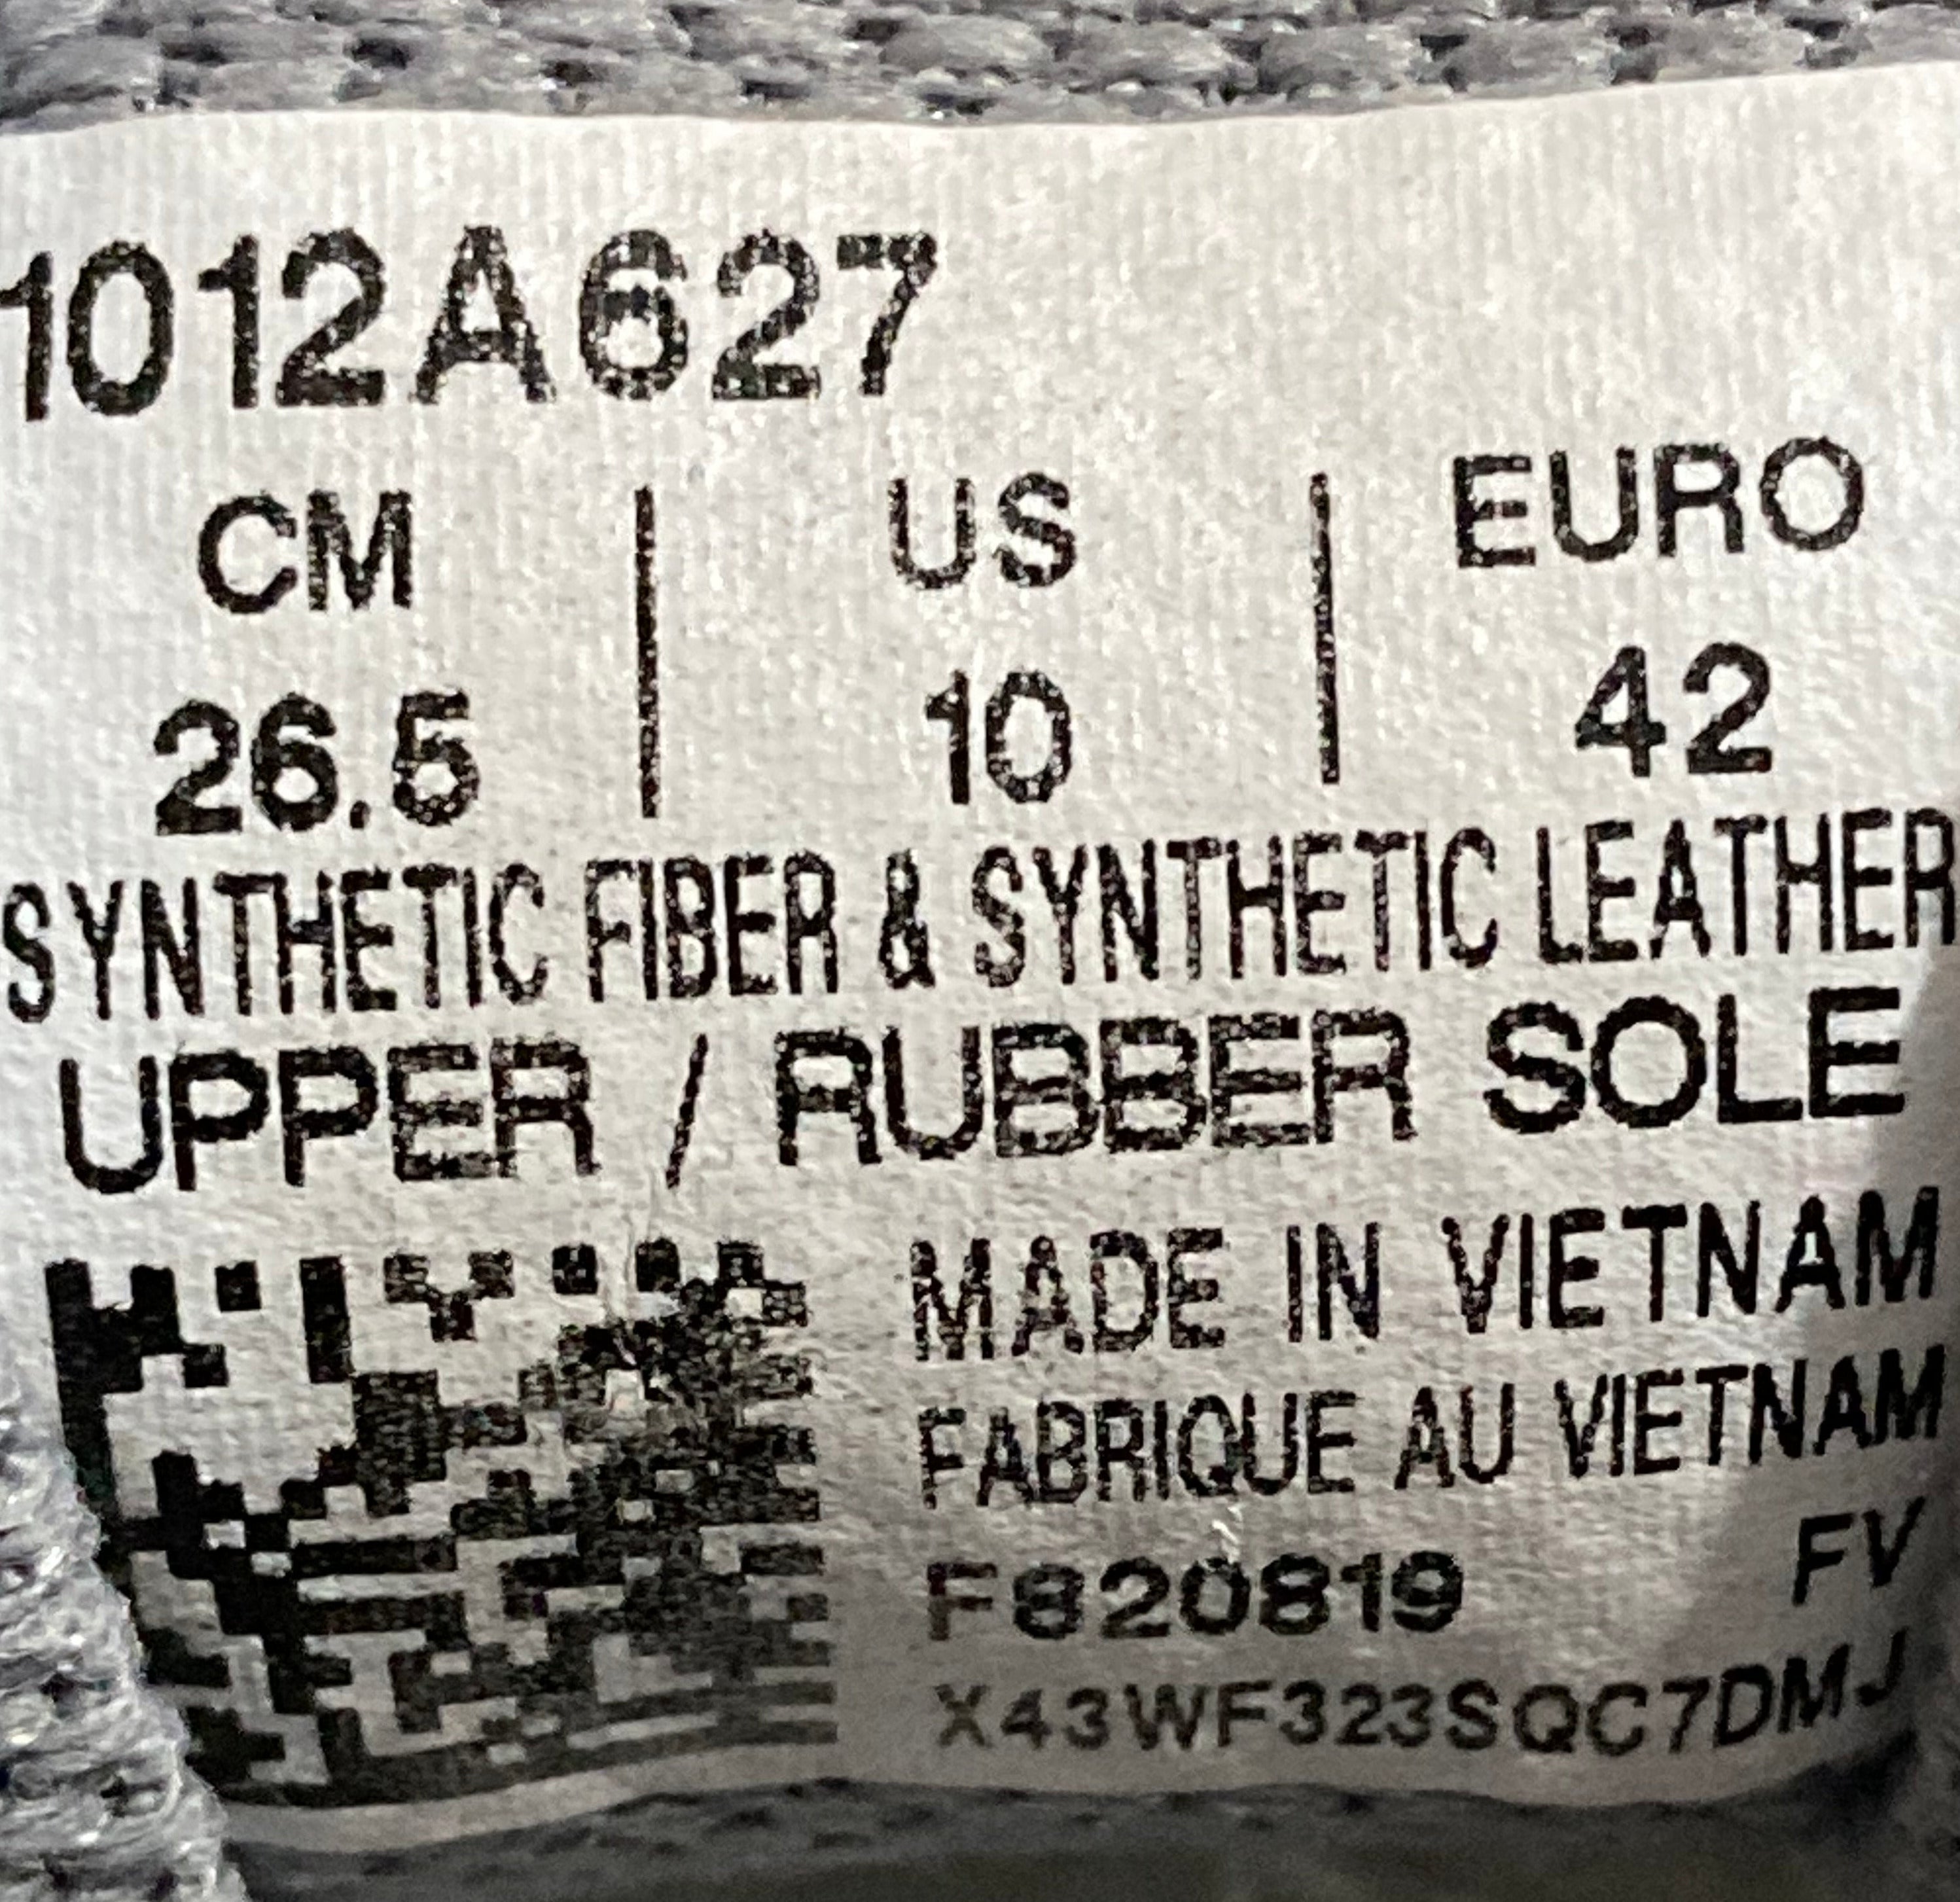 1012A627
CM | US | EURO
26.5 | 10 | 42
SYNTHETIC FIBER & SYNTHETIC LEATHER
UPPER / RUBBER SOLE
MADE IN VIETNAM
FABRIQUE AU VIETNAM
F820819 FV
X43WF323SQC7DMJ